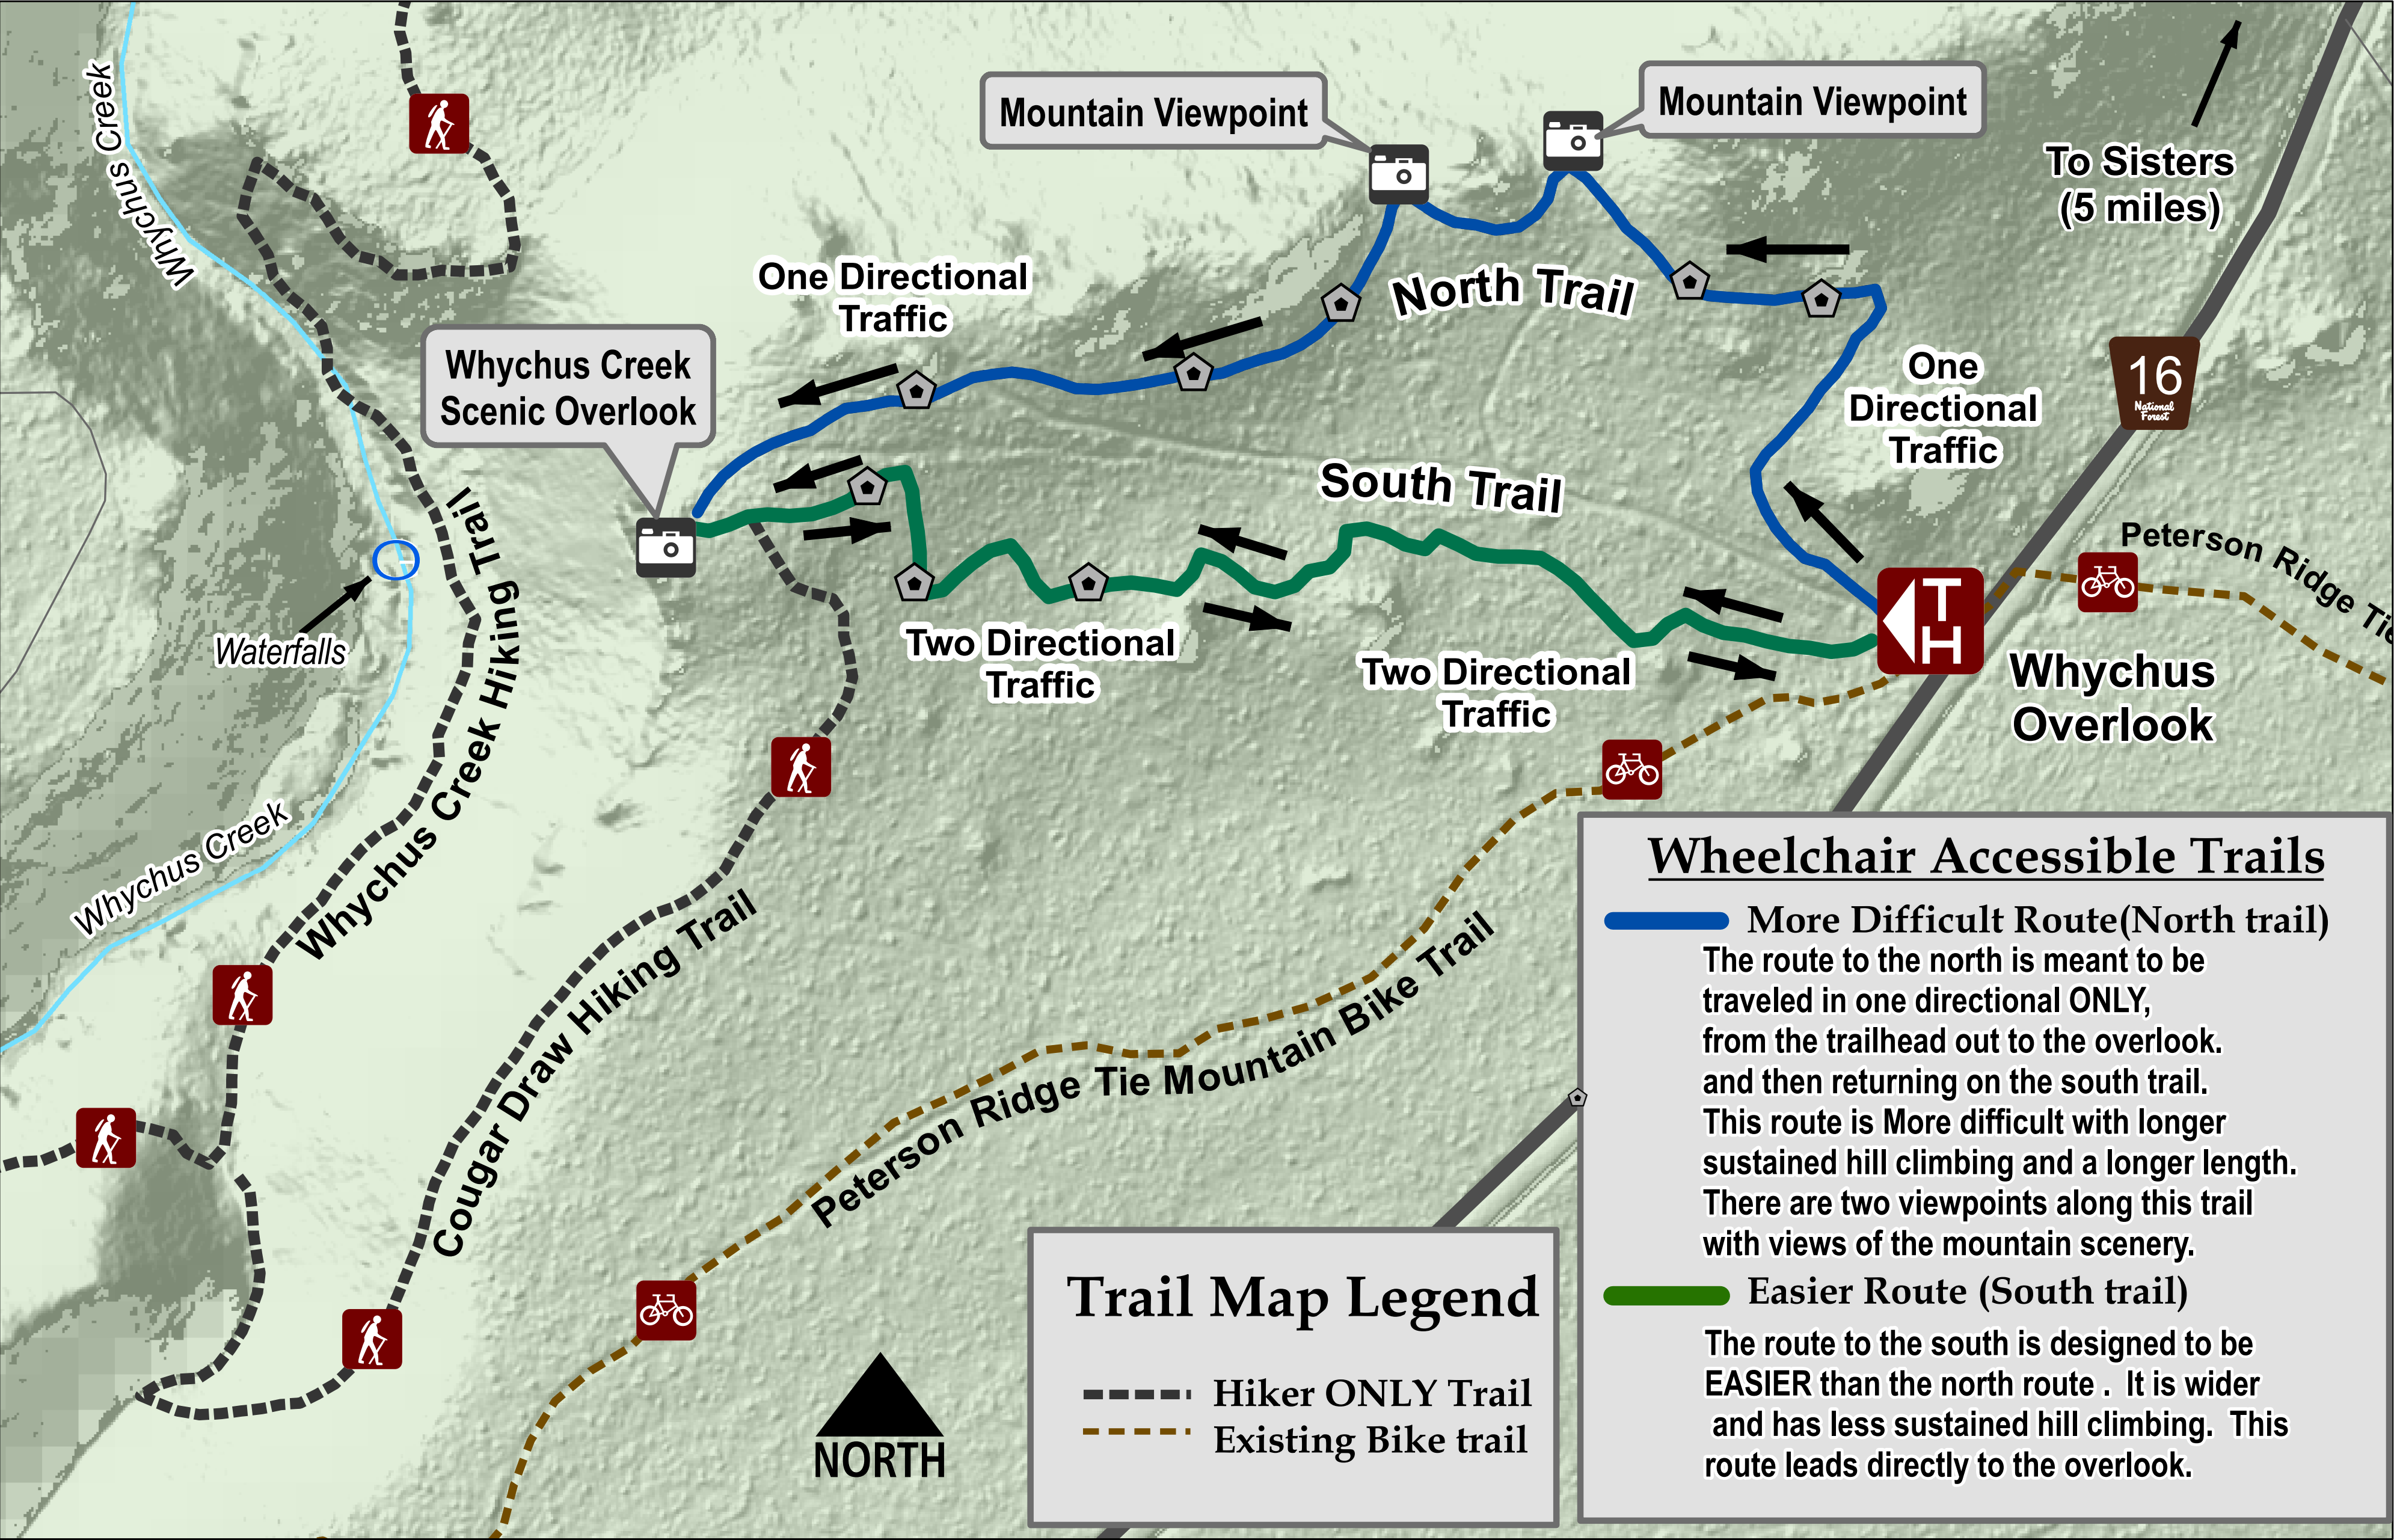 Whychus Creek
Mountain Viewpoint
Mountain Viewpoint
To Sisters
(5 miles)
One Directional
Traffic
North Trail
Whychus Creek
Scenic Overlook
One
Directional
Traffic
16
National
Forest
South Trail
Peterson Ridge Tie
T
H
Waterfalls
Whychus Creek Hiking Trail
Two Directional
Traffic
Two Directional
Traffic
Whychus
Overlook
Whychus Creek
Cougar Draw Hiking Trail
Peterson Ridge Tie Mountain Bike Trail
Wheelchair Accessible Trails
More Difficult Route(North trail)
The route to the north is meant to be
traveled in one directional ONLY,
from the trailhead out to the overlook.
and then returning on the south trail.
This route is More difficult with longer
sustained hill climbing and a longer length.
There are two viewpoints along this trail
with views of the mountain scenery.
Easier Route (South trail)
The route to the south is designed to be
EASIER than the north route .  It is wider
and has less sustained hill climbing.  This
route leads directly to the overlook.
Trail Map Legend
Hiker ONLY Trail
Existing Bike trail
NORTH